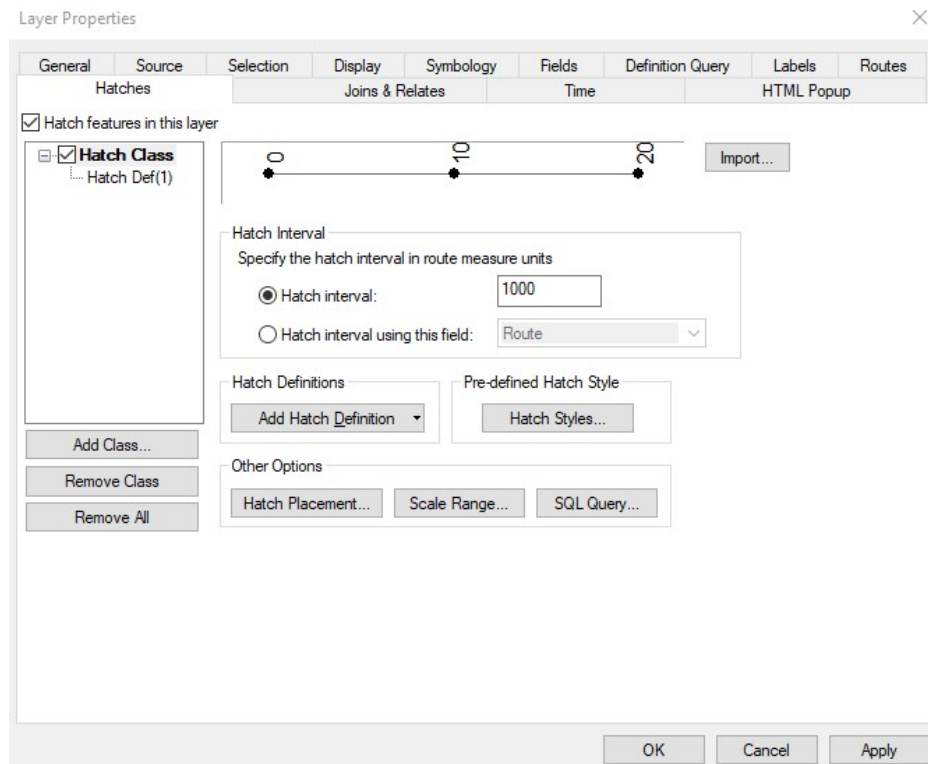 Layer Properties
General Source Selection Display Symbology Fields Definition Query Labels Routes
Hatches Joins & Relates Time HTML Popup
Hatch features in this layer
Hatch Class
Hatch Def(1)
0 10 20
Import...
Hatch Interval
Specify the hatch interval in route measure units
Hatch interval: 1000
Hatch interval using this field: Route
Hatch Definitions
Add Hatch Definition
Pre-defined Hatch Style
Hatch Styles...
Add Class...
Remove Class
Remove All
Other Options
Hatch Placement... Scale Range... SQL Query...
OK Cancel Apply